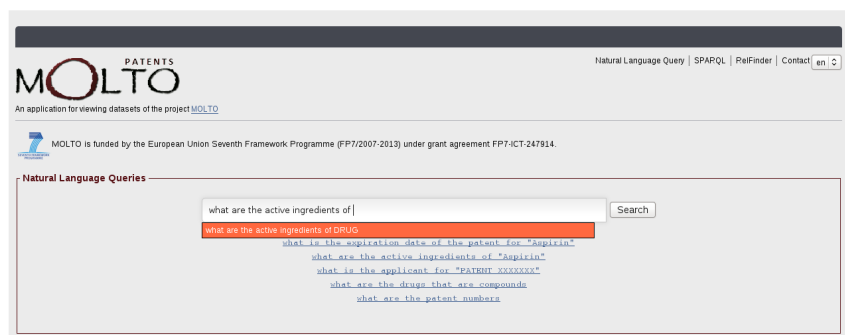 PATENTS
MOLTO
Natural Language Query | SPARQL | RelFinder | Contact en
An application for viewing datasets of the project MOLTO
7
MOLTO is funded by the European Union Seventh Framework Programme (FP7/2007-2013) under grant agreement FP7-ICT-247914.
Natural Language Queries
what are the active ingredients of
Search
what are the active ingredients of DRUG
what is the expiration date of the patent for "Aspirin"
what are the active ingredients of "Aspirin"
what is the applicant for "PATENT XXXXXXX"
what are the drugs that are compounds
what are the patent numbers